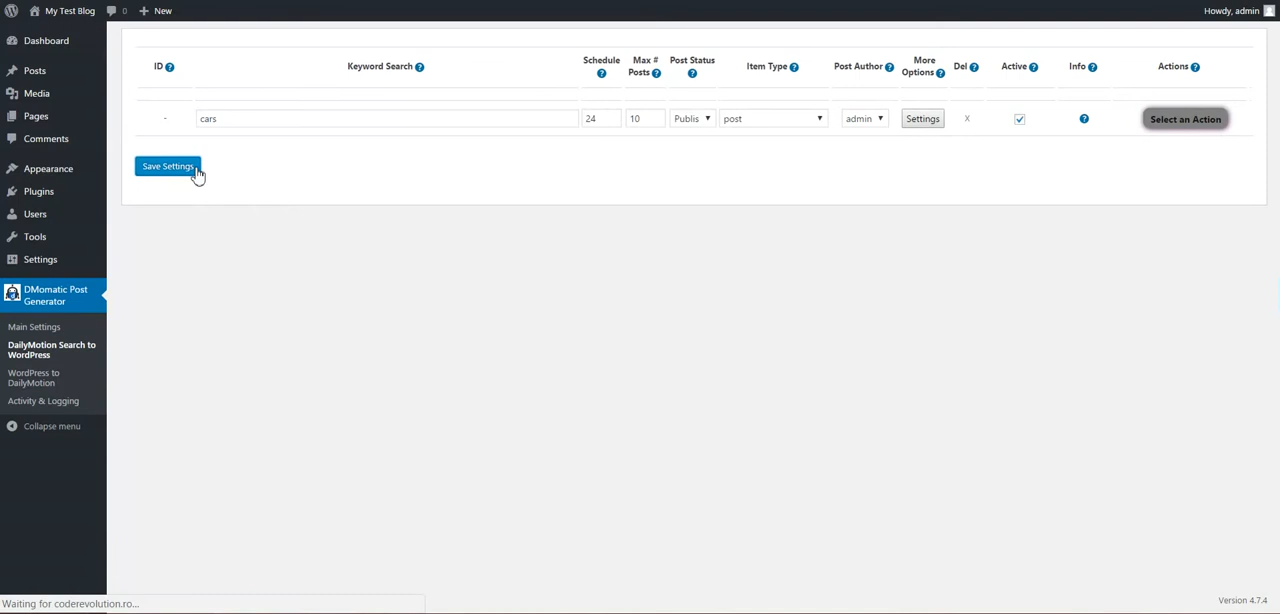 My Test Blog
0
+ New
Howdy, admin
Dashboard
Posts
Media
Pages
Comments
Appearance
Plugins
Users
Tools
Settings
DMomatic Post
Generator
Main Settings
DailyMotion Search to
WordPress
WordPress to
DailyMotion
Activity & Logging
Collapse menu
ID ?
Keyword Search ?
Schedule
?
Max #
Posts ?
Post Status
?
Item Type ?
Post Author ?
More
Options ?
Del ?
Active ?
Info ?
Actions ?
-
cars
24
10
Publis
post
admin
Settings
X
?
Select an Action
Save Settings
Waiting for coderevolution.ro...
Version 4.7.4